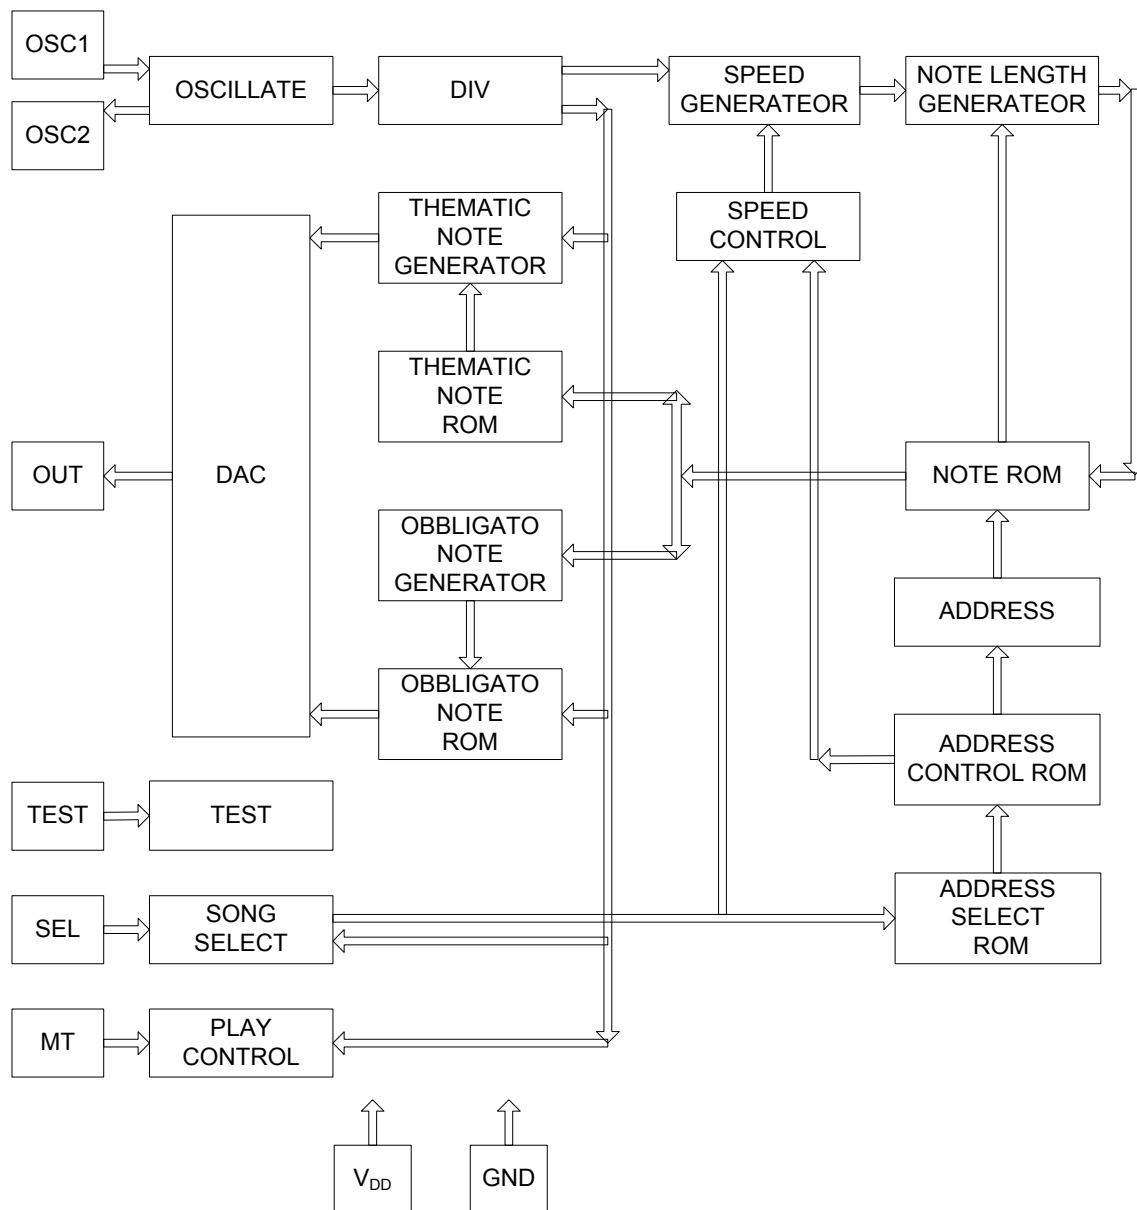 OSC1
OSC2
OSCILLATE
DIV
SPEED
GENERATEOR
NOTE LENGTH
GENERATEOR
THEMATIC
NOTE
GENERATOR
SPEED
CONTROL
THEMATIC
NOTE
ROM
OUT
DAC
NOTE ROM
OBBLIGATO
NOTE
GENERATOR
ADDRESS
OBBLIGATO
NOTE
ROM
ADDRESS
CONTROL ROM
TEST
TEST
SEL
SONG
SELECT
ADDRESS
SELECT
ROM
MT
PLAY
CONTROL
VDD
GND